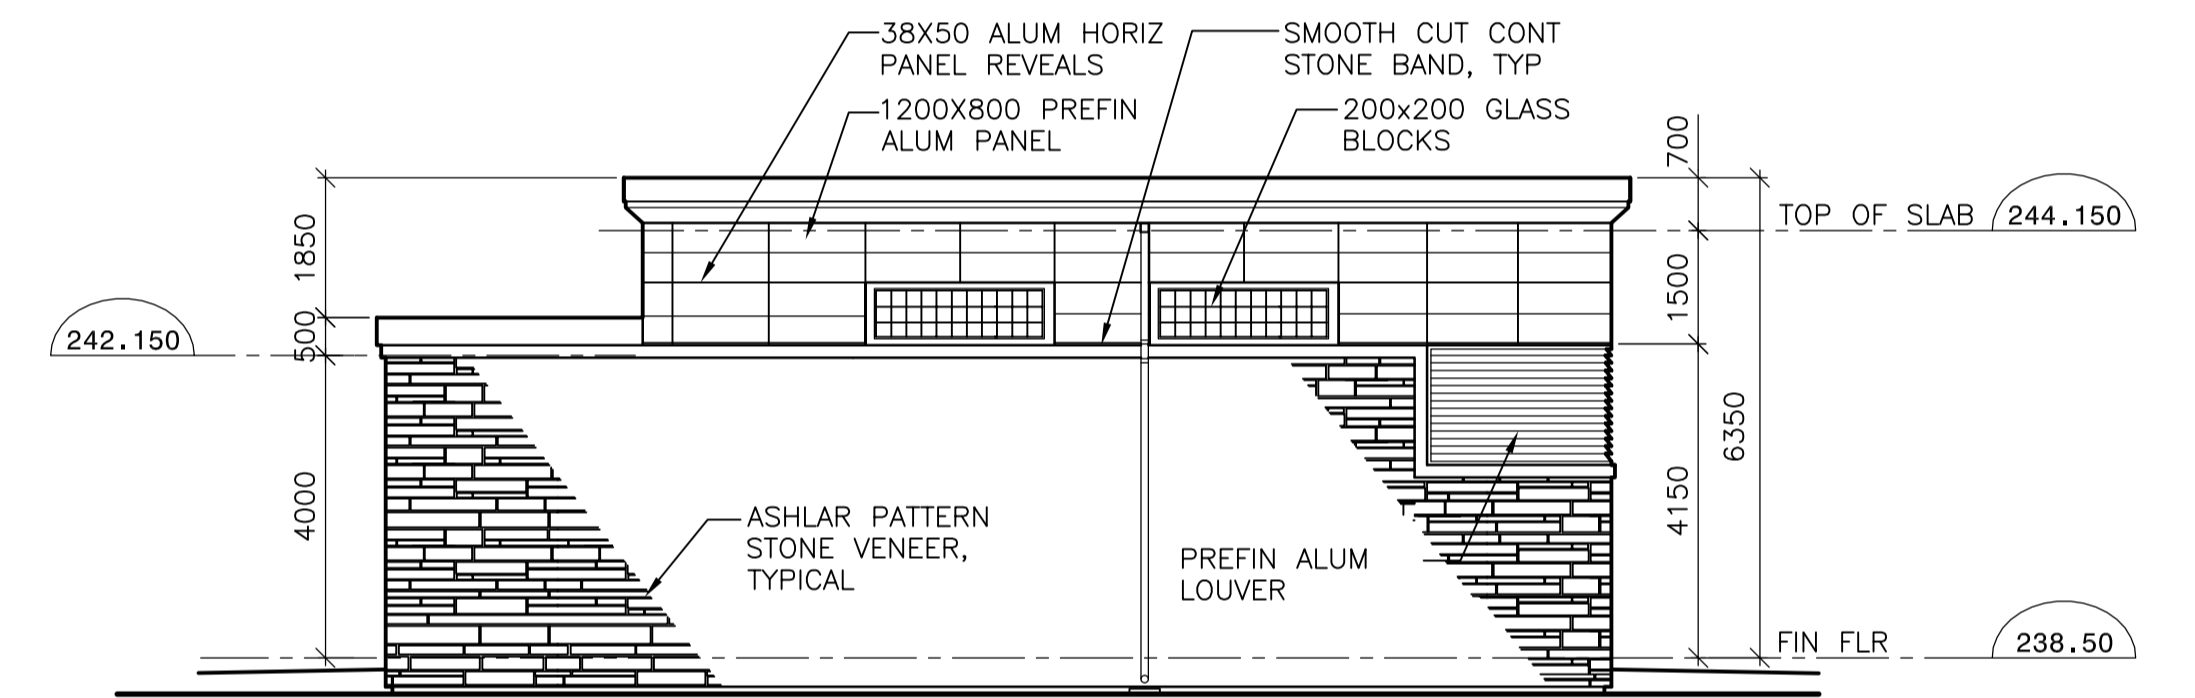 38X50 ALUM HORIZ
PANEL REVEALS
1200X800 PREFIN
ALUM PANEL
SMOOTH CUT CONT
STONE BAND, TYP
200x200 GLASS
BLOCKS
700
TOP OF SLAB
244.150
1850
1500
242.150
500
6350
4000
4150
ASHLAR PATTERN
STONE VENEER,
TYPICAL
PREFIN ALUM
LOUVER
FIN FLR
238.50